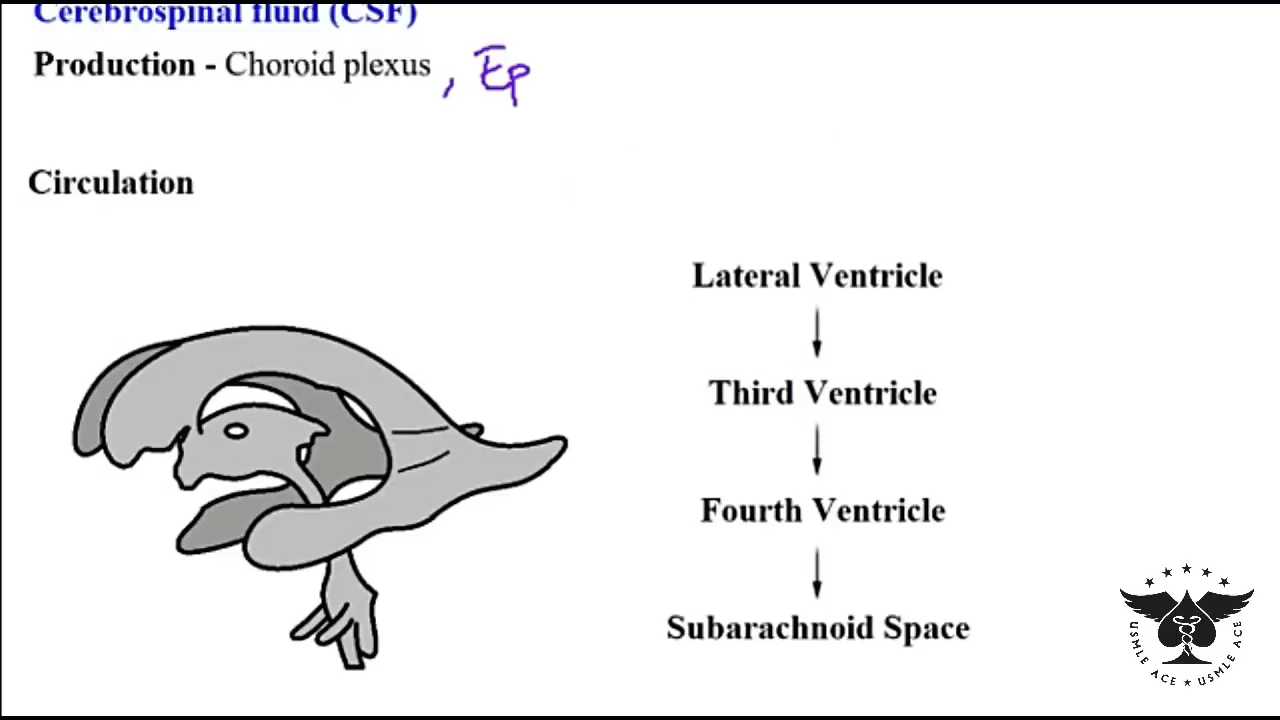 Cerebrospinal fluid (CSF)
Production - Choroid plexus , Ep
Circulation
Lateral Ventricle
Third Ventricle
Fourth Ventricle
Subarachnoid Space
USMLE ACE ★ USMLE ACE